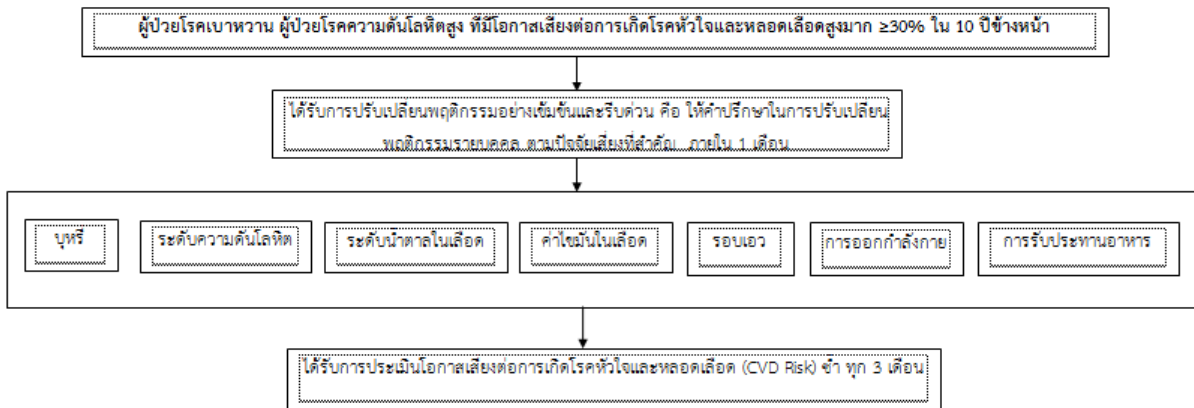 ผู้ป่วยโรคเบาหวาน ผู้ป่วยโรคความดันโลหิตสูง ที่มีโอกาสเสี่ยงต่อการเกิดโรคหัวใจและหลอดเลือดสูงมาก ≥30% ใน 10 ปีข้างหน้า
ได้รับการปรับเปลี่ยนพฤติกรรมอย่างเข้มข้นและรีบด่วน คือ ให้คำปรึกษาในการปรับเปลี่ยน
พฤติกรรมรายบุคคล ตามปัจจัยเสี่ยงที่สำคัญ ภายใน 1 เดือน
บุหรี่
ระดับความดันโลหิต
ระดับน้ำตาลในเลือด
ค่าไขมันในเลือด
รอบเอว
การออกกำลังกาย
การรับประทานอาหาร
ได้รับการประเมินโอกาสเสี่ยงต่อการเกิดโรคหัวใจและหลอดเลือด (CVD Risk) ซ้ำ ทุก 3 เดือน